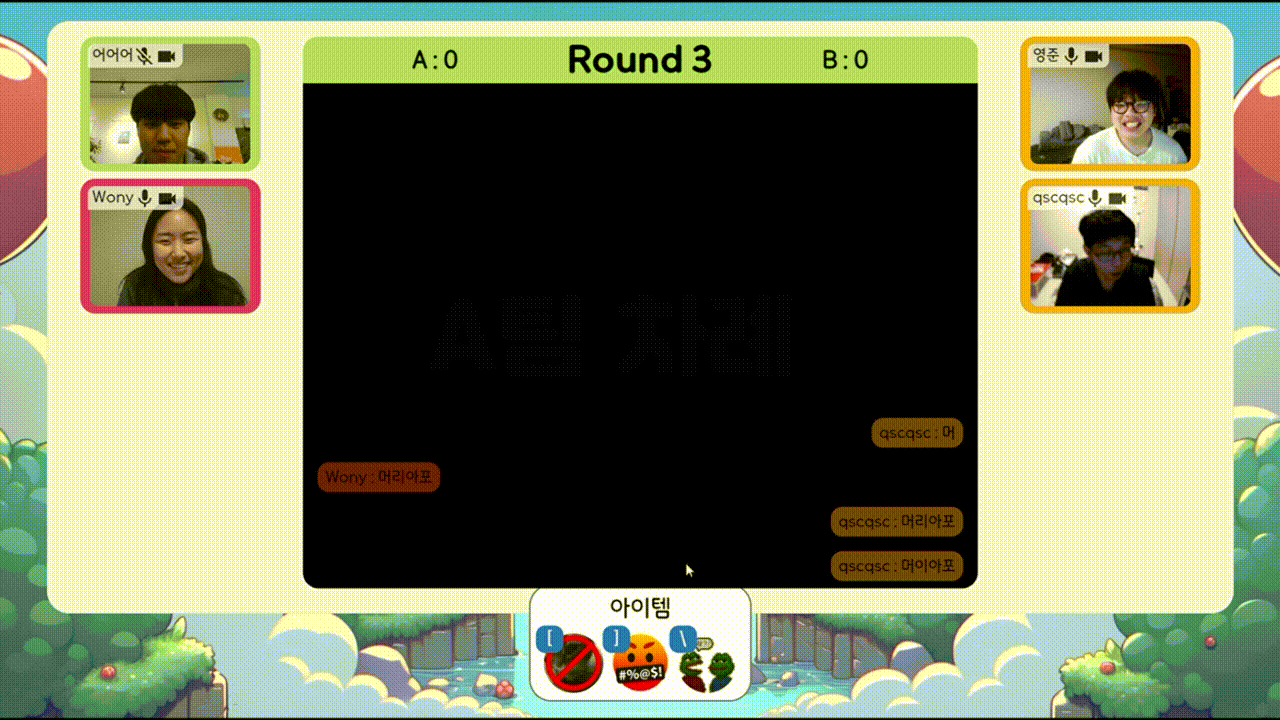 어어어
Wony
A : 0 Round 3 B : 0
영준
qscqsc
A팀 차례
qscqsc : 머
Wony : 머리아포
qscqsc : 머리아포
qscqsc : 머이아포
아이템
[ ] \
#%@$!